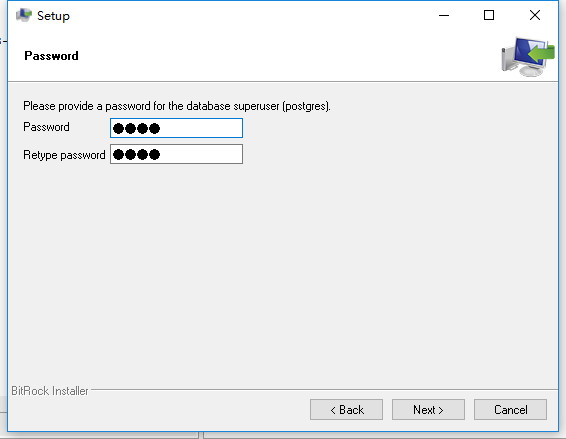 Setup
Password
Please provide a password for the database superuser (postgres).
Password ●●●●
Retype password ●●●●
BitRock Installer
< Back Next > Cancel